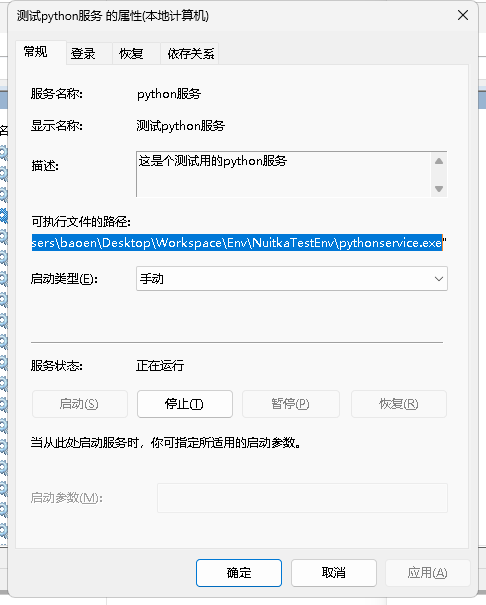 测试python服务 的属性(本地计算机)
常规 登录 恢复 依存关系
服务名称: python服务
显示名称: 测试python服务
描述: 这是个测试用的python服务
可执行文件的路径:
sers\baoen\Desktop\Workspace\Env\NuitkaTestEnv\pythonservice.exe"
启动类型(E): 手动
服务状态: 正在运行
启动(S) 停止(T) 暂停(P) 恢复(R)
当从此处启动服务时，你可指定所适用的启动参数。
启动参数(M):
确定 取消 应用(A)